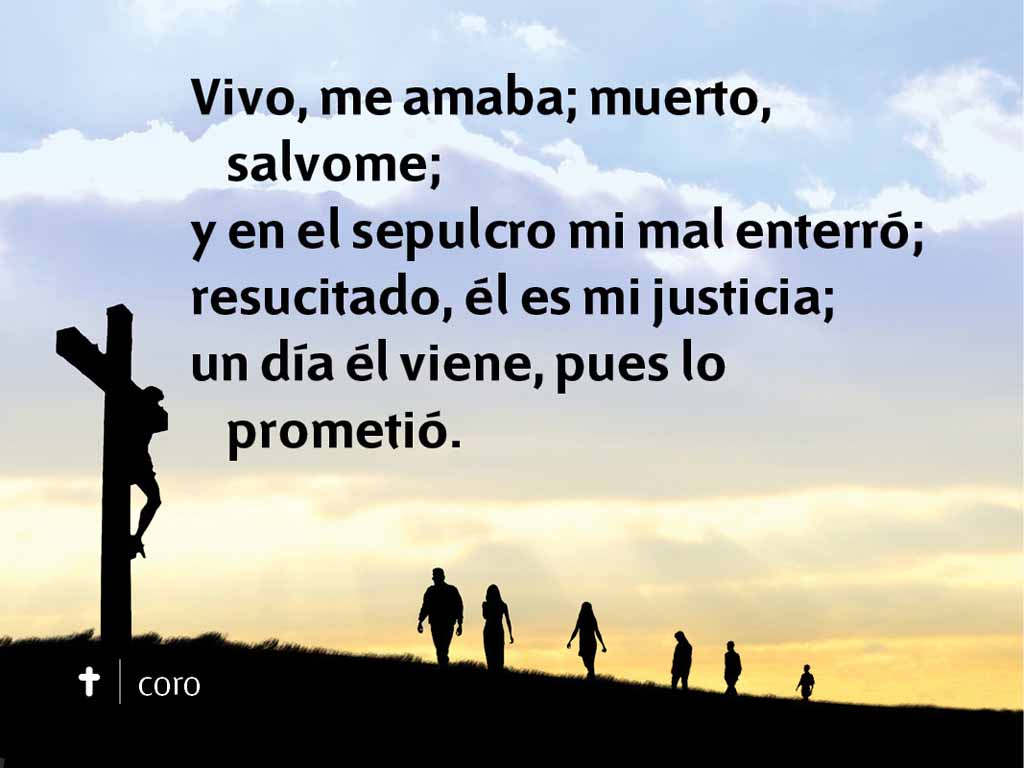 Vivo, me amaba; muerto,
salvome;
y en el sepulcro mi mal enterró;
resucitado, él es mi justicia;
un día él viene, pues lo
prometió.
coro